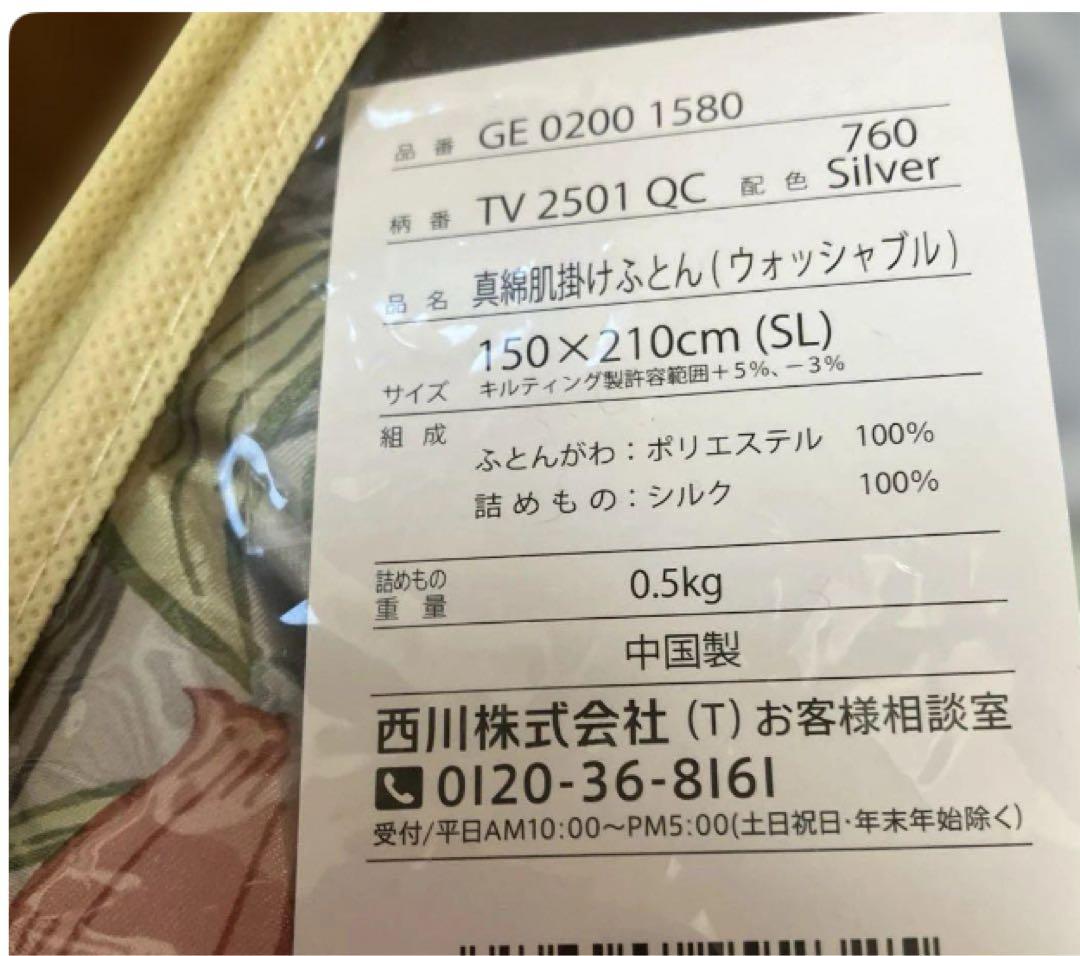 品番 GE 0200 1580
柄番 TV 2501 QC 配色 760 Silver
品名 真綿肌掛けふとん(ウォッシャブル)
サイズ 150×210cm (SL)
キルティング製許容範囲+5%、-3%
組成 ふとんがわ:ポリエステル 100%
詰めもの:シルク 100%
詰めもの重量 0.5kg
中国製
西川株式会社 (T) お客様相談室
0120-36-8161
受付/平日AM10:00〜PM5:00(土日祝日・年末年始除く)